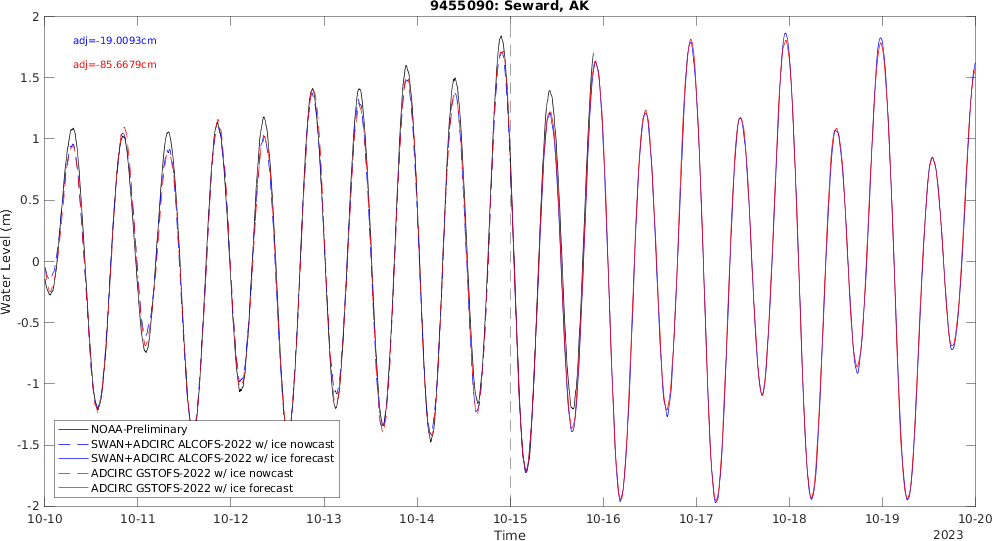 9455090: Seward, AK
adj=-19.0093cm
adj=-85.6679cm
2
1.5
1
0.5
0
-0.5
-1
-1.5
-2
Water Level (m)
NOAA-Preliminary
SWAN+ADCIRC ALCOFS-2022 w/ ice nowcast
SWAN+ADCIRC ALCOFS-2022 w/ ice forecast
ADCIRC GSTOFS-2022 w/ ice nowcast
ADCIRC GSTOFS-2022 w/ ice forecast
10-10 10-11 10-12 10-13 10-14 10-15 10-16 10-17 10-18 10-19 10-20
Time
2023